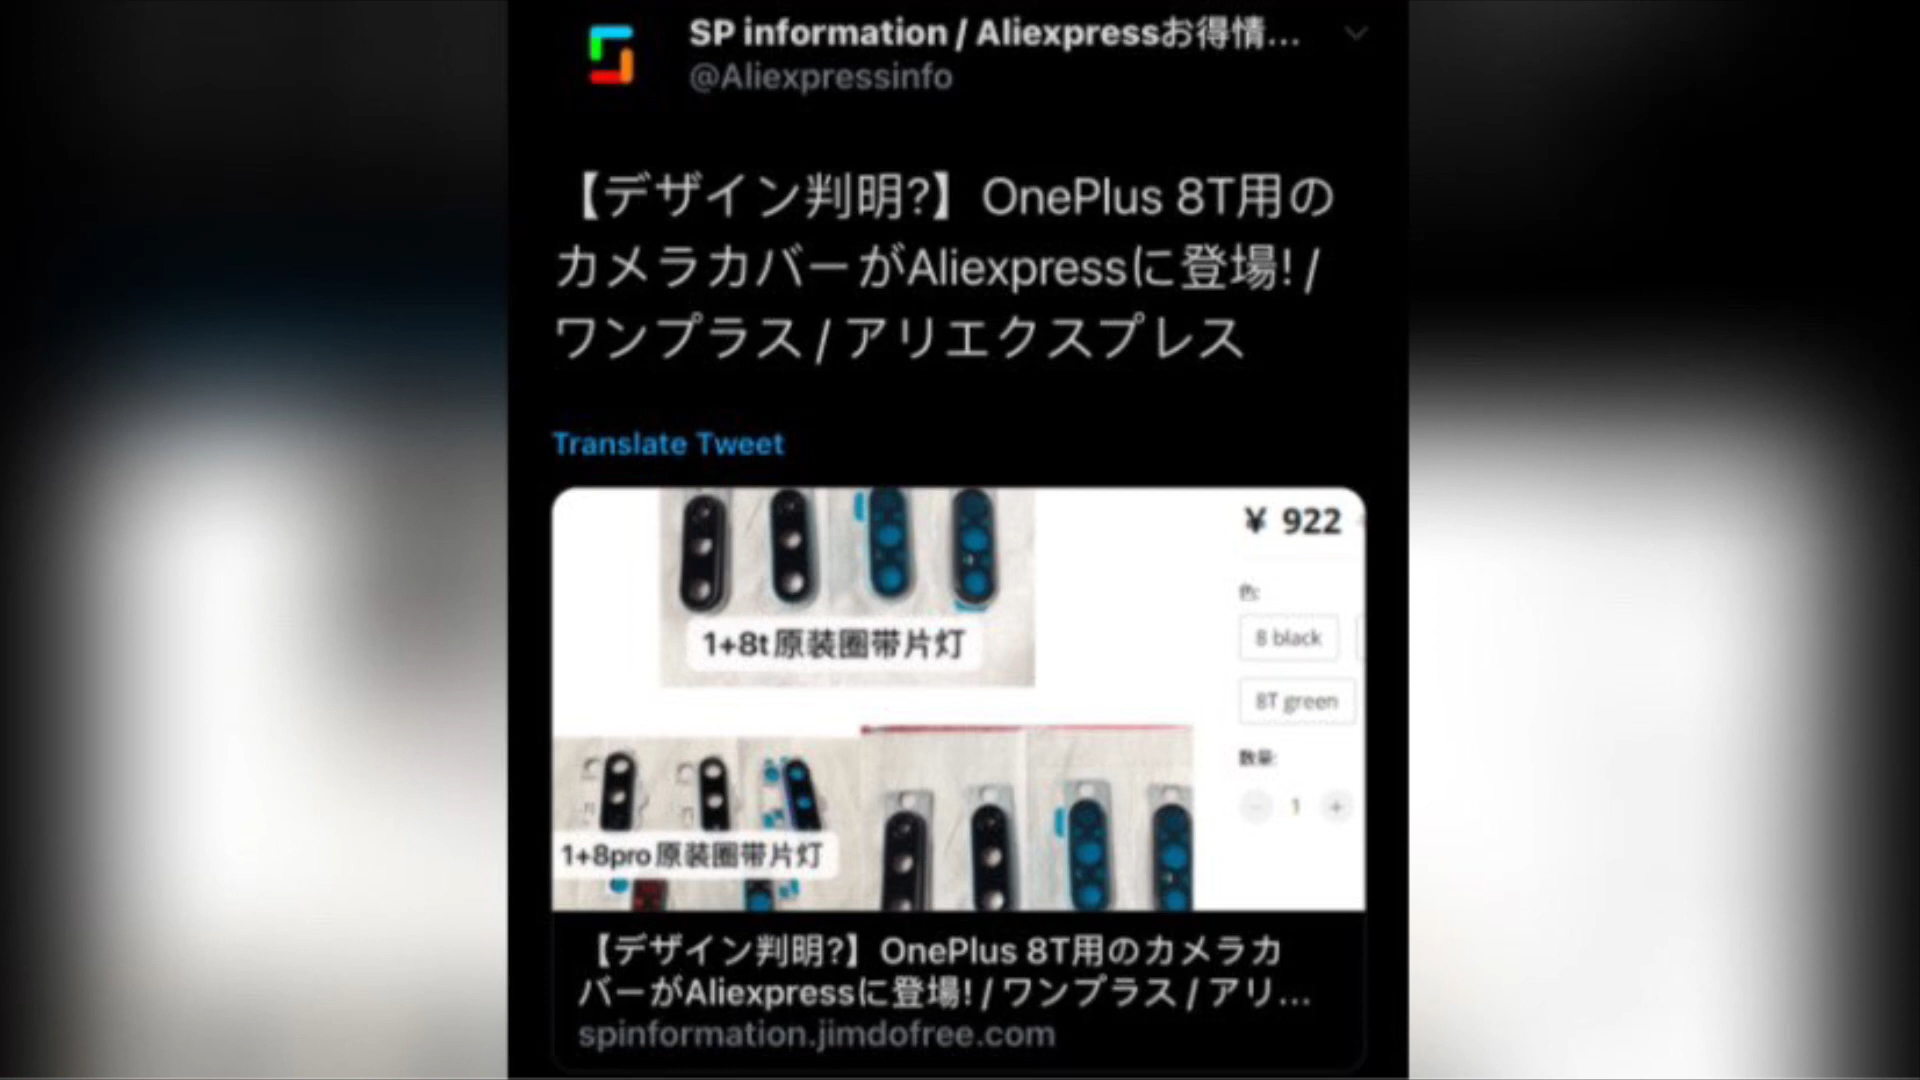 SP information / Aliexpressお得情...
@Aliexpressinfo
【デザイン判明?】OnePlus 8T用の
カメラカバーがAliexpressに登場! /
ワンプラス / アリエクスプレス
Translate Tweet
¥ 922
1+8t原装圈带片灯
色:
8 black
8T green
数量:
1
1+8pro原装圈带片灯
【デザイン判明?】OnePlus 8T用のカメラカ
バーがAliexpressに登場! / ワンプラス / アリ...
spinformation.jimdofree.com